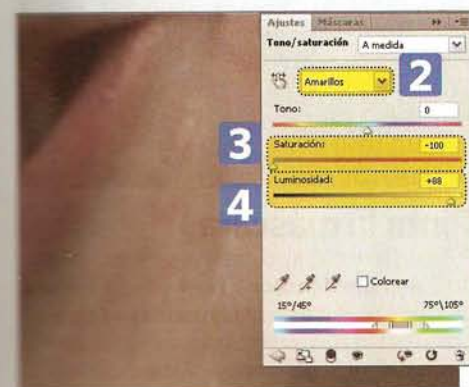 Ajustes Máscaras
Tono/saturación A medida
Amarillos 2
Tono: 0
3 Saturación: -100
4 Luminosidad: +88
Colorear
15°/45° 75°\105°